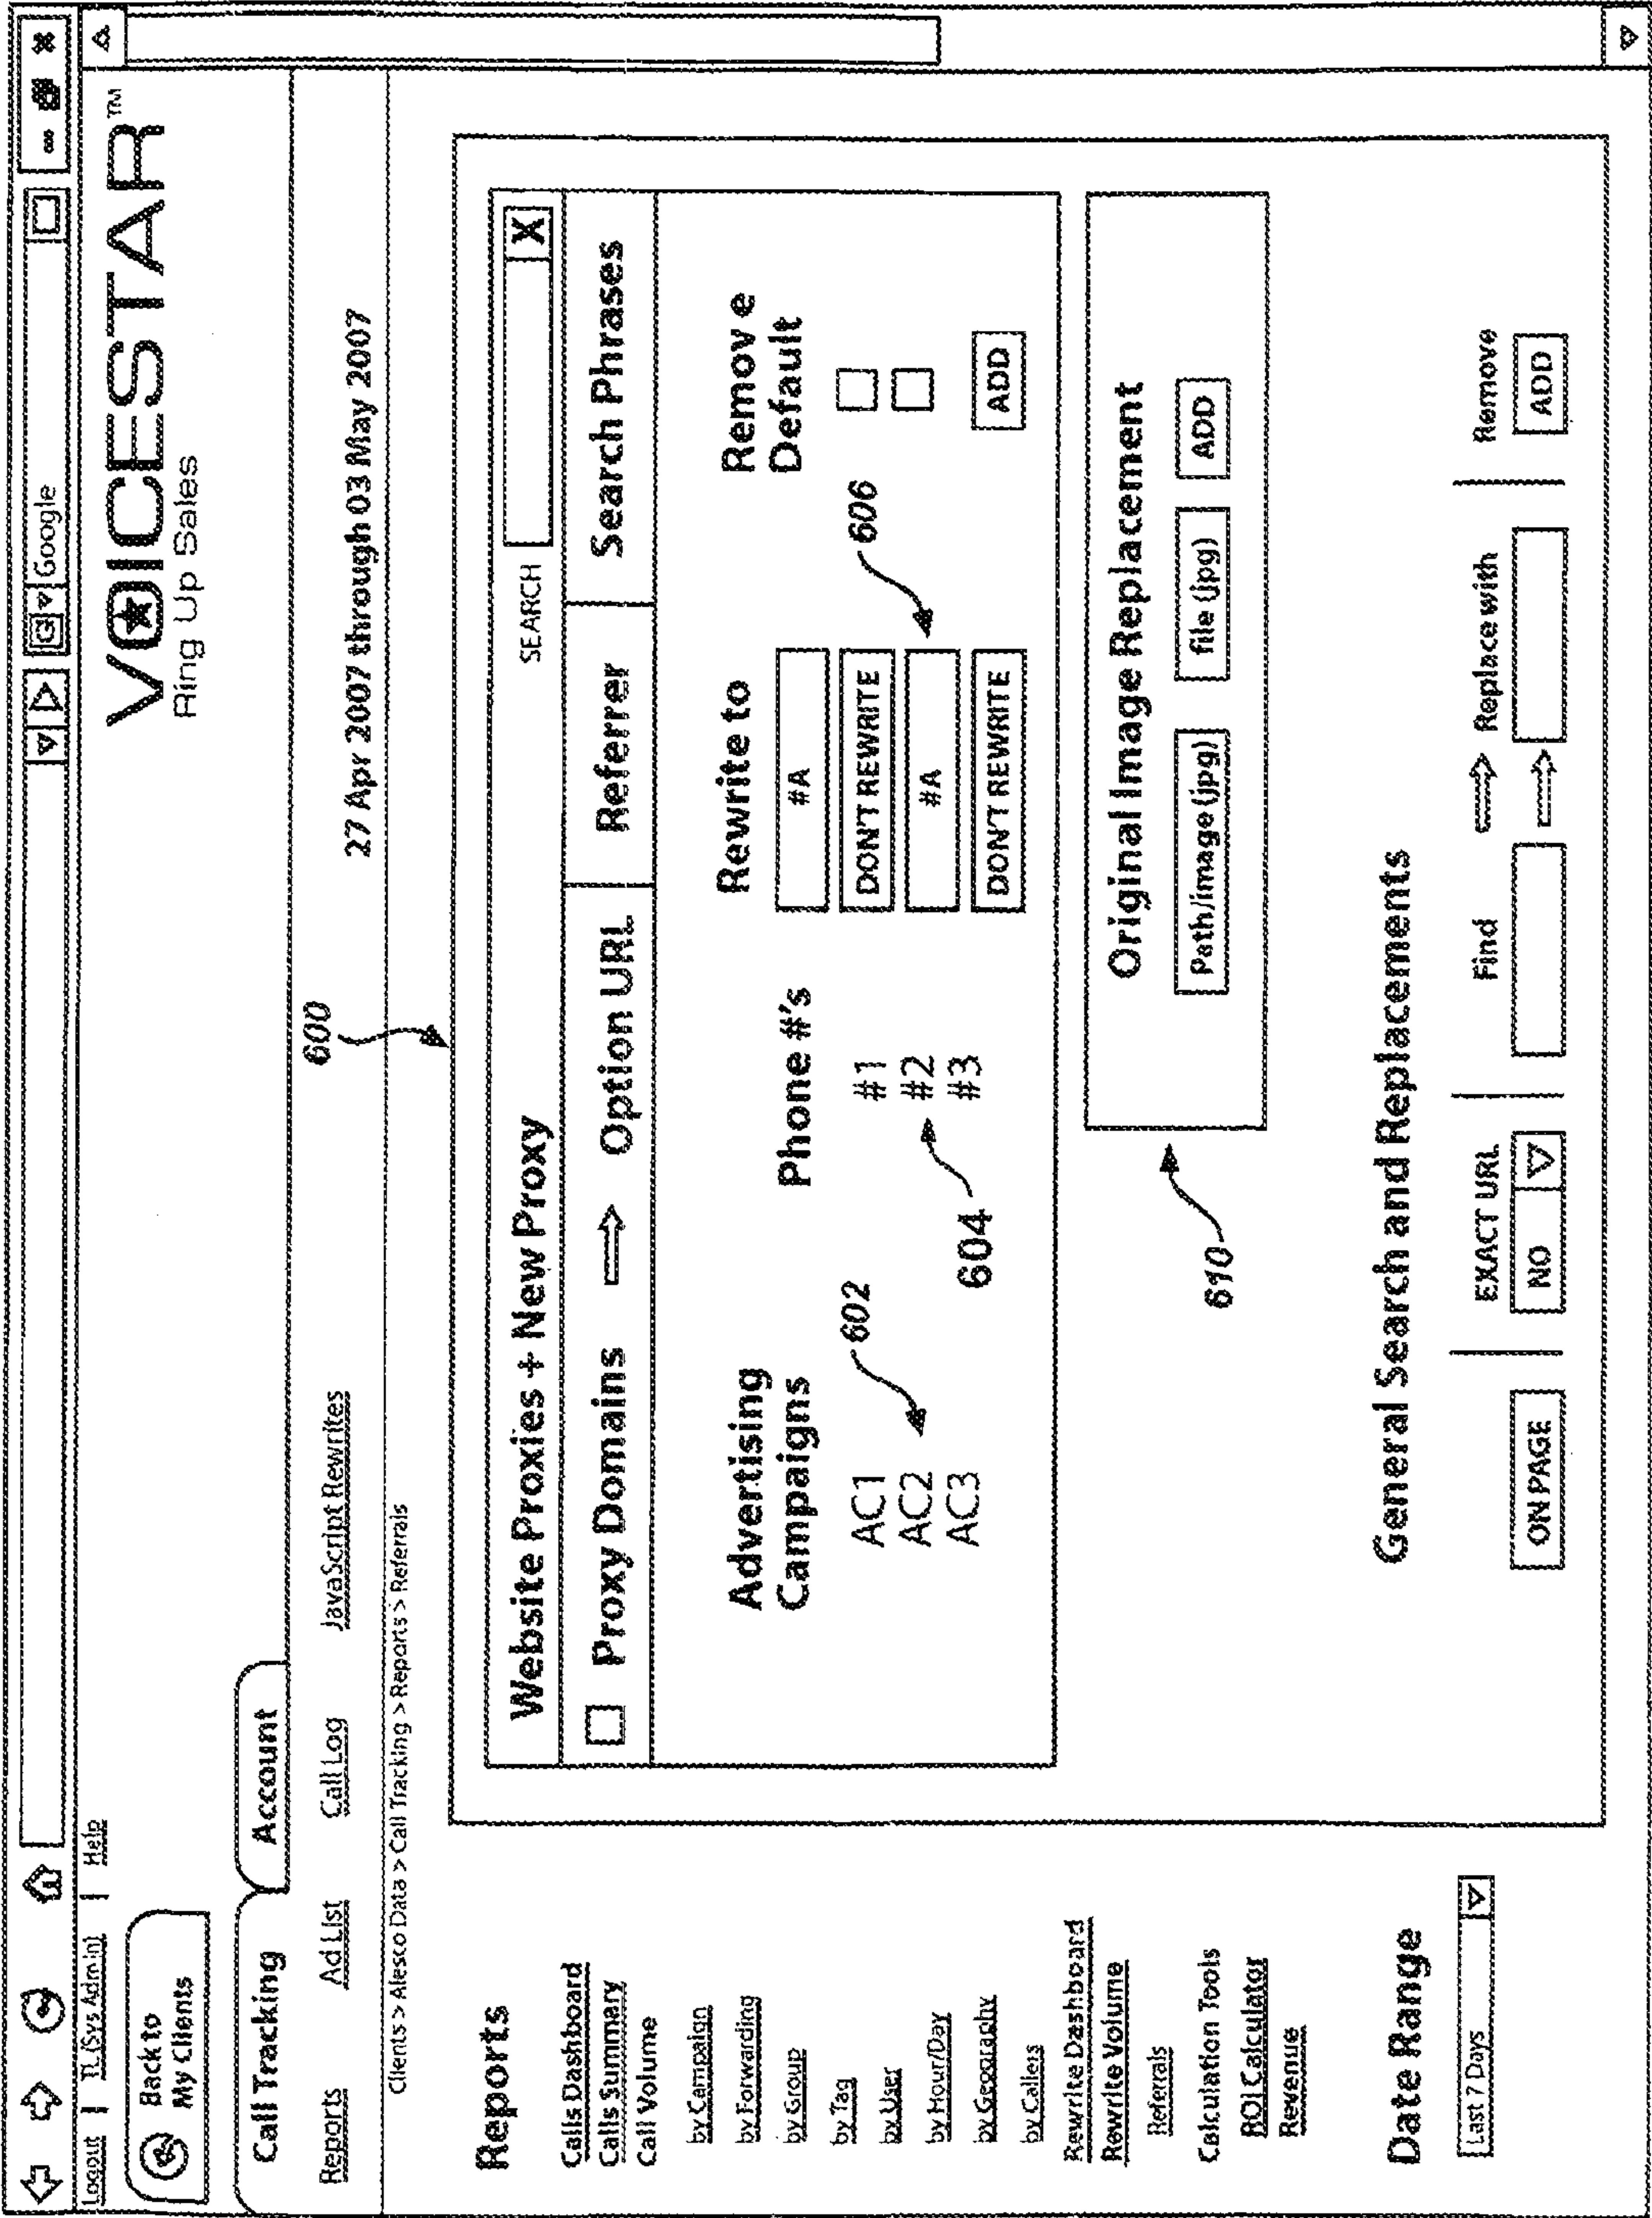 Google
Logout | TL (Sys Admin) | Help
Back to
My Clients
VOICESTAR™
Ring Up Sales
Call Tracking
Account
Reports
Ad List
Call Log
JavaScript Rewrites
27 Apr 2007 through 03 May 2007
Clients > Alesco Data > Call Tracking > Reports > Referrals
600
Reports
Calls Dashboard
Calls Summary
Call Volume
by Campaign
by Forwarding
by Group
by Tag
by User
by Hour/Day
by Geography
by Callers
Rewrite Dashboard
Rewrite Volume
Referrals
Calculation Tools
ROI Calculator
Revenue
Date Range
Last 7 Days
Website Proxies + New Proxy
SEARCH
X
Proxy Domains
Option URL
Referrer
Search Phrases
Advertising
Campaigns
Phone #'s
Rewrite to
Remove
Default
602
606
AC1
AC2
AC3
#1
#2
#3
604
#A
DON'T REWRITE
#A
DON'T REWRITE
ADD
610
Original Image Replacement
Path/image (jpg)
file (jpg)
ADD
General Search and Replacements
EXACT URL
Find
Replace with
Remove
ON PAGE
NO
ADD